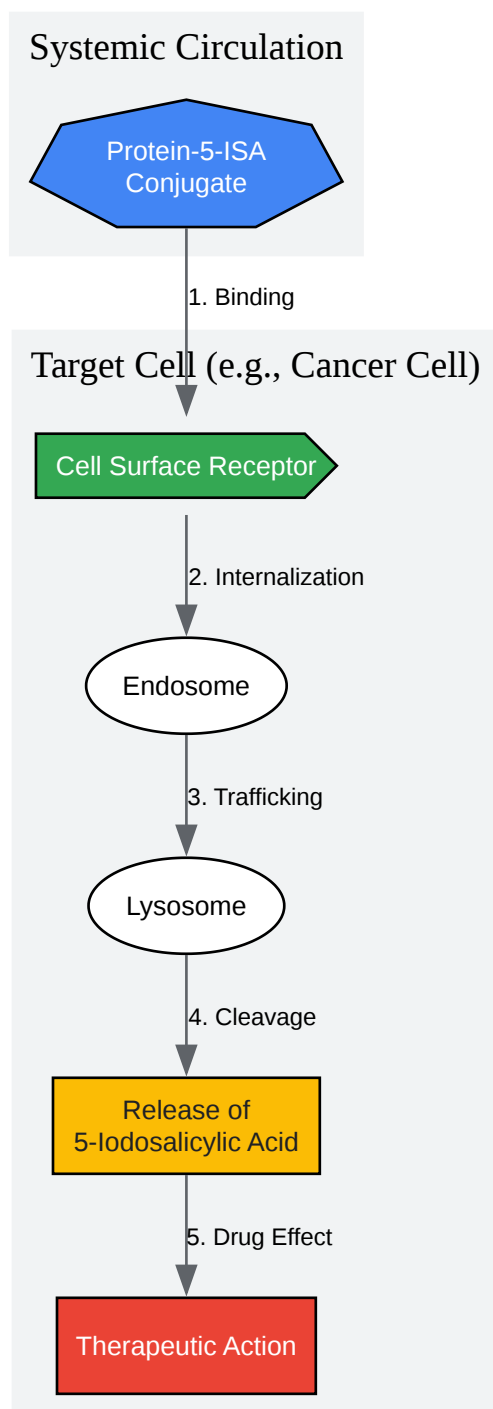 Systemic Circulation
Protein-5-ISA
Conjugate
1. Binding
Target Cell (e.g., Cancer Cell)
Cell Surface Receptor
2. Internalization
Endosome
3. Trafficking
Lysosome
4. Cleavage
Release of
5-Iodosalicylic Acid
5. Drug Effect
Therapeutic Action